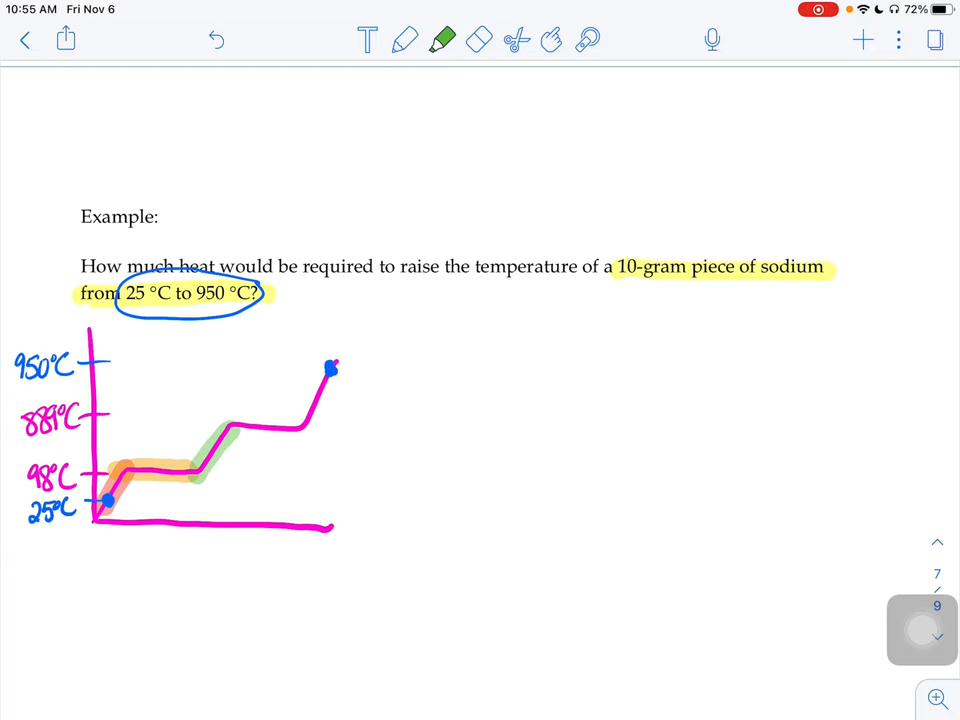 10:55 AM Fri Nov 6
72%
T
Example:
How much heat would be required to raise the temperature of a 10-gram piece of sodium
from 25 °C to 950 °C?
950°C
889°C
98°C
25°C
7
/
9